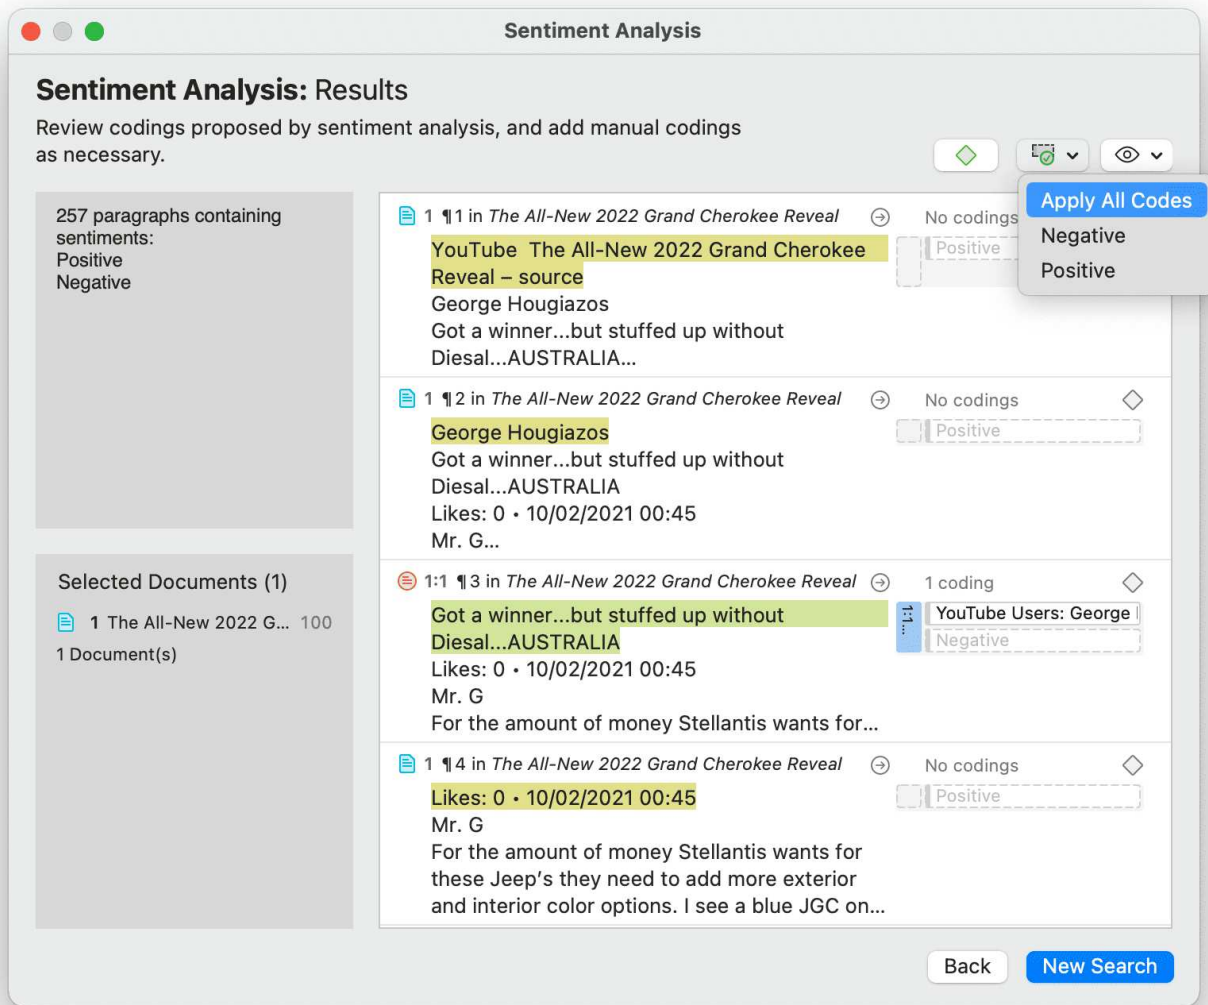 Sentiment Analysis
Sentiment Analysis: Results
Review codings proposed by sentiment analysis, and add manual codings
as necessary.
Apply All Codes
Negative
Positive
257 paragraphs containing
sentiments:
Positive
Negative
Selected Documents (1)
1 The All-New 2022 G... 100
1 Document(s)
1 ¶1 in The All-New 2022 Grand Cherokee Reveal
No codings
Positive
YouTube The All-New 2022 Grand Cherokee
Reveal – source
George Hougiazos
Got a winner...but stuffed up without
Diesal...AUSTRALIA...
1 ¶2 in The All-New 2022 Grand Cherokee Reveal
No codings
Positive
George Hougiazos
Got a winner...but stuffed up without
Diesal...AUSTRALIA
Likes: 0 • 10/02/2021 00:45
Mr. G...
1:1 ¶3 in The All-New 2022 Grand Cherokee Reveal
1 coding
1:1...
YouTube Users: George
Negative
Got a winner...but stuffed up without
Diesal...AUSTRALIA
Likes: 0 • 10/02/2021 00:45
Mr. G
For the amount of money Stellantis wants for...
1 ¶4 in The All-New 2022 Grand Cherokee Reveal
No codings
Positive
Likes: 0 • 10/02/2021 00:45
Mr. G
For the amount of money Stellantis wants for
these Jeep's they need to add more exterior
and interior color options. I see a blue JGC on...
Back
New Search